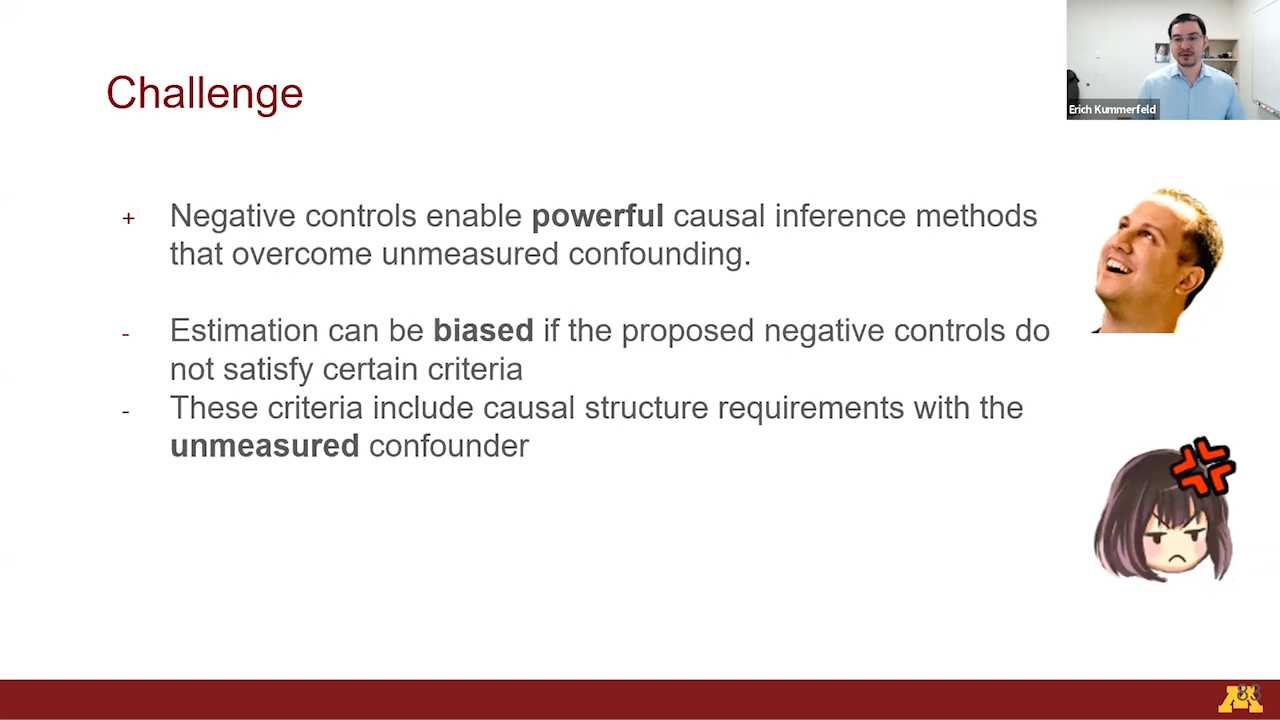 Challenge
Erich Kummerfeld
+ Negative controls enable powerful causal inference methods
that overcome unmeasured confounding.
- Estimation can be biased if the proposed negative controls do
not satisfy certain criteria
- These criteria include causal structure requirements with the
unmeasured confounder
M
33